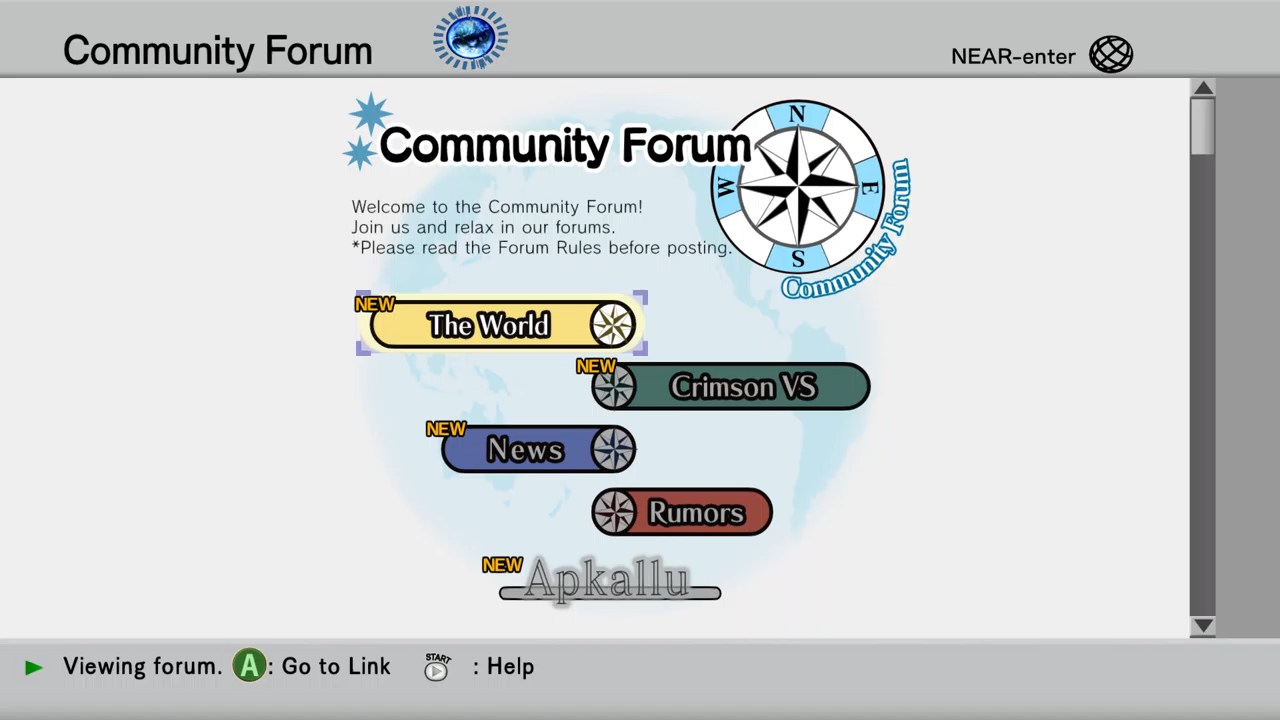 Community Forum
NEAR-enter
Community Forum
N
W
E
S
Community Forum
Welcome to the Community Forum!
Join us and relax in our forums.
*Please read the Forum Rules before posting.
NEW
The World
NEW
Crimson VS
NEW
News
Rumors
NEW
Apkallu
Viewing forum. A : Go to Link START : Help